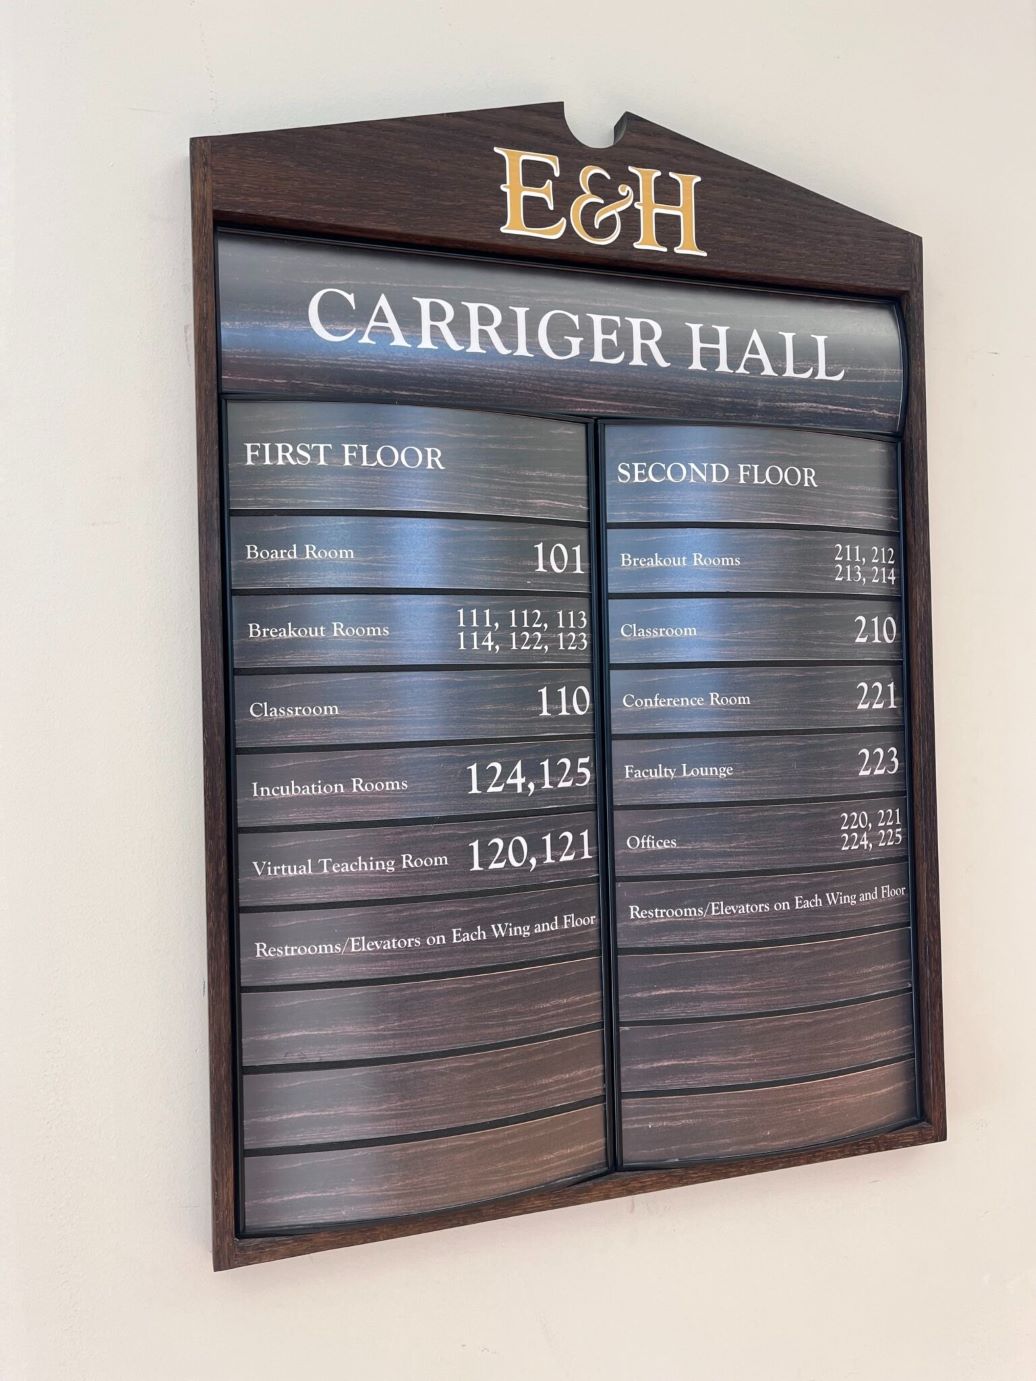 E&H
CARRIGER HALL
FIRST FLOOR
Board Room 101
Breakout Rooms 111, 112, 113
114, 122, 123
Classroom 110
Incubation Rooms 124,125
Virtual Teaching Room 120,121
Restrooms/Elevators on Each Wing and Floor
SECOND FLOOR
Breakout Rooms 211, 212
213, 214
Classroom 210
Conference Room 221
Faculty Lounge 223
Offices 220, 221
224, 225
Restrooms/Elevators on Each Wing and Floor